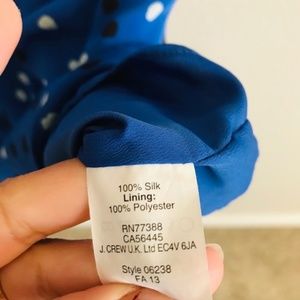 100% Silk
Lining:
100% Polyester
RN77388
CA56445
J. CREW U.K. Ltd EC4V 6JA
Style 06238
FA 13